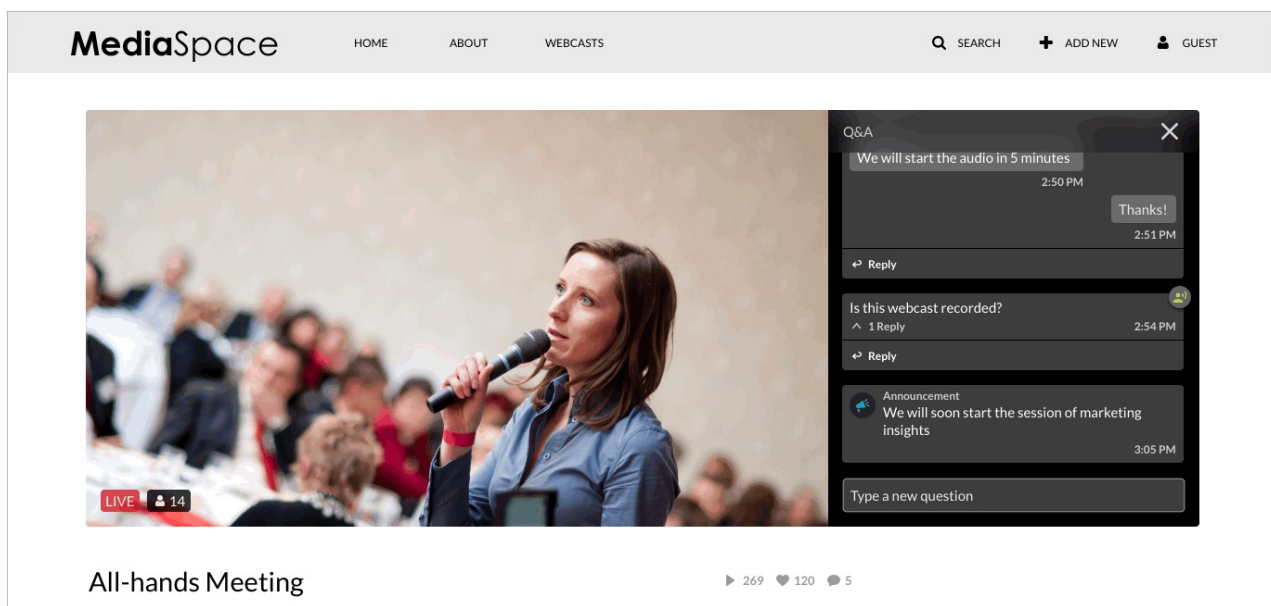 MediaSpace HOME ABOUT WEBCASTS SEARCH ADD NEW GUEST
Q&A
We will start the audio in 5 minutes
2:50 PM
Thanks!
2:51 PM
Reply
Is this webcast recorded?
1 Reply 2:54 PM
Reply
Announcement
We will soon start the session of marketing
insights
3:05 PM
Type a new question
LIVE 14
All-hands Meeting 269 120 5